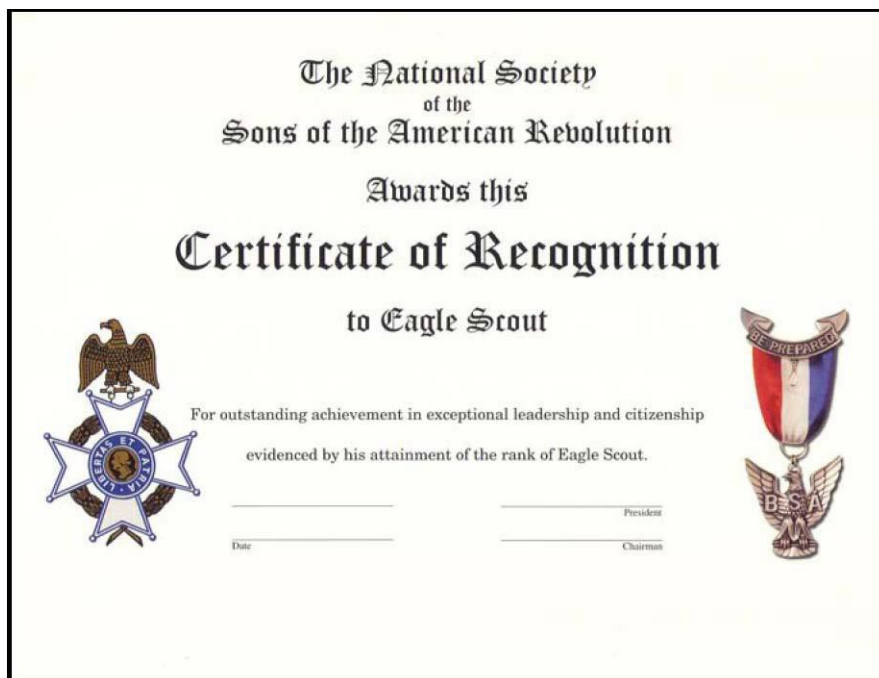 The National Society
of the
Sons of the American Revolution
Awards this
Certificate of Recognition
to Eagle Scout
BE PREPARED
For outstanding achievement in exceptional leadership and citizenship
evidenced by his attainment of the rank of Eagle Scout.
LIBERTAS ET PATRIA
BSA
President
Date
Chairman